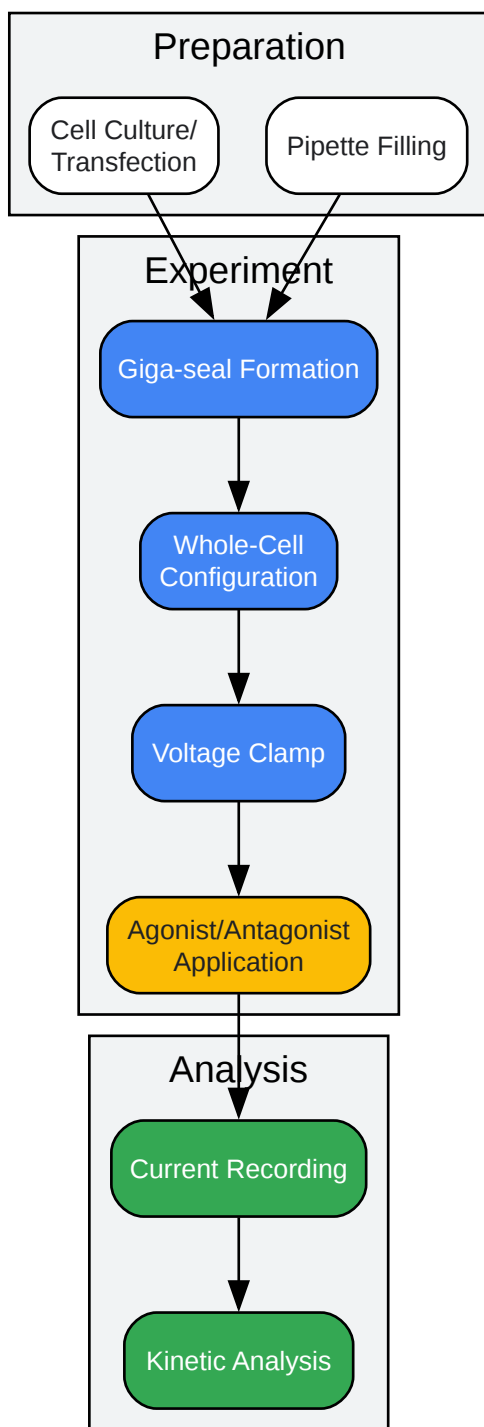 Preparation
Cell Culture/
Transfection
Pipette Filling
Experiment
Giga-seal Formation
Whole-Cell
Configuration
Voltage Clamp
Agonist/Antagonist
Application
Analysis
Current Recording
Kinetic Analysis